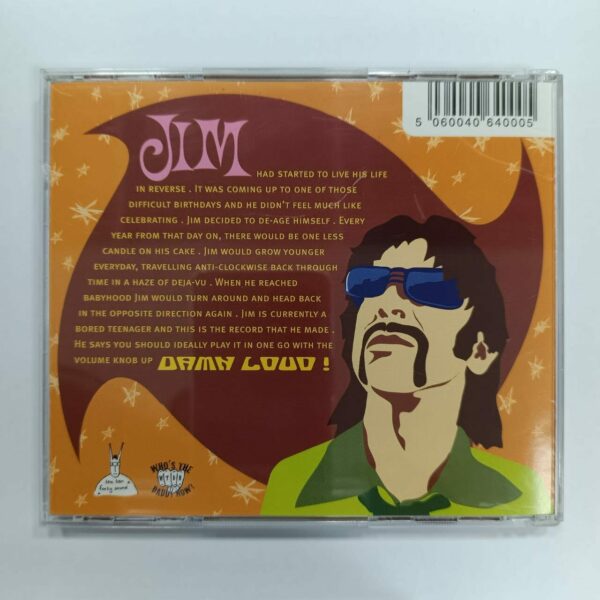 5 060040 640005
JIM HAD STARTED TO LIVE HIS LIFE
IN REVERSE . IT WAS COMING UP TO ONE OF THOSE
DIFFICULT BIRTHDAYS AND HE DIDN'T FEEL MUCH LIKE
CELEBRATING . JIM DECIDED TO DE-AGE HIMSELF . EVERY
YEAR FROM THAT DAY ON, THERE WOULD BE ONE LESS
CANDLE ON HIS CAKE . JIM WOULD GROW YOUNGER
EVERYDAY, TRAVELLING ANTI-CLOCKWISE BACK THROUGH
TIME IN A HAZE OF DEJA-VU . WHEN HE REACHED
BABYHOOD JIM WOULD TURN AROUND AND HEAD BACK
IN THE OPPOSITE DIRECTION AGAIN . JIM IS CURRENTLY A
BORED TEENAGER AND THIS IS THE RECORD THAT HE MADE .
HE SAYS YOU SHOULD IDEALLY PLAY IT IN ONE GO WITH THE
VOLUME KNOB UP DAMN LOUD !
WHO'S THE
DADDY NOW?